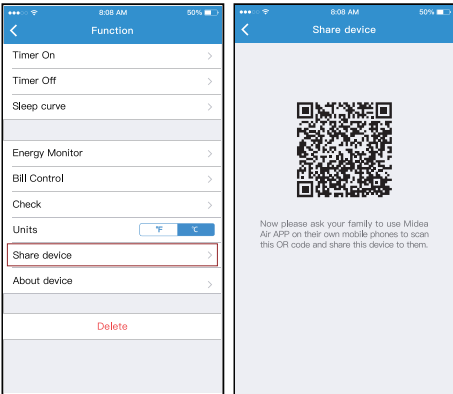 8:08 AM
50%
Function
Timer On
Timer Off
Sleep curve
Energy Monitor
Bill Control
Check
Units
°F
°C
Share device
About device
Delete
8:08 AM
50%
Share device
Now please ask your family to use Midea
Air APP on their own mobile phones to scan
this OR code and share this device to them.